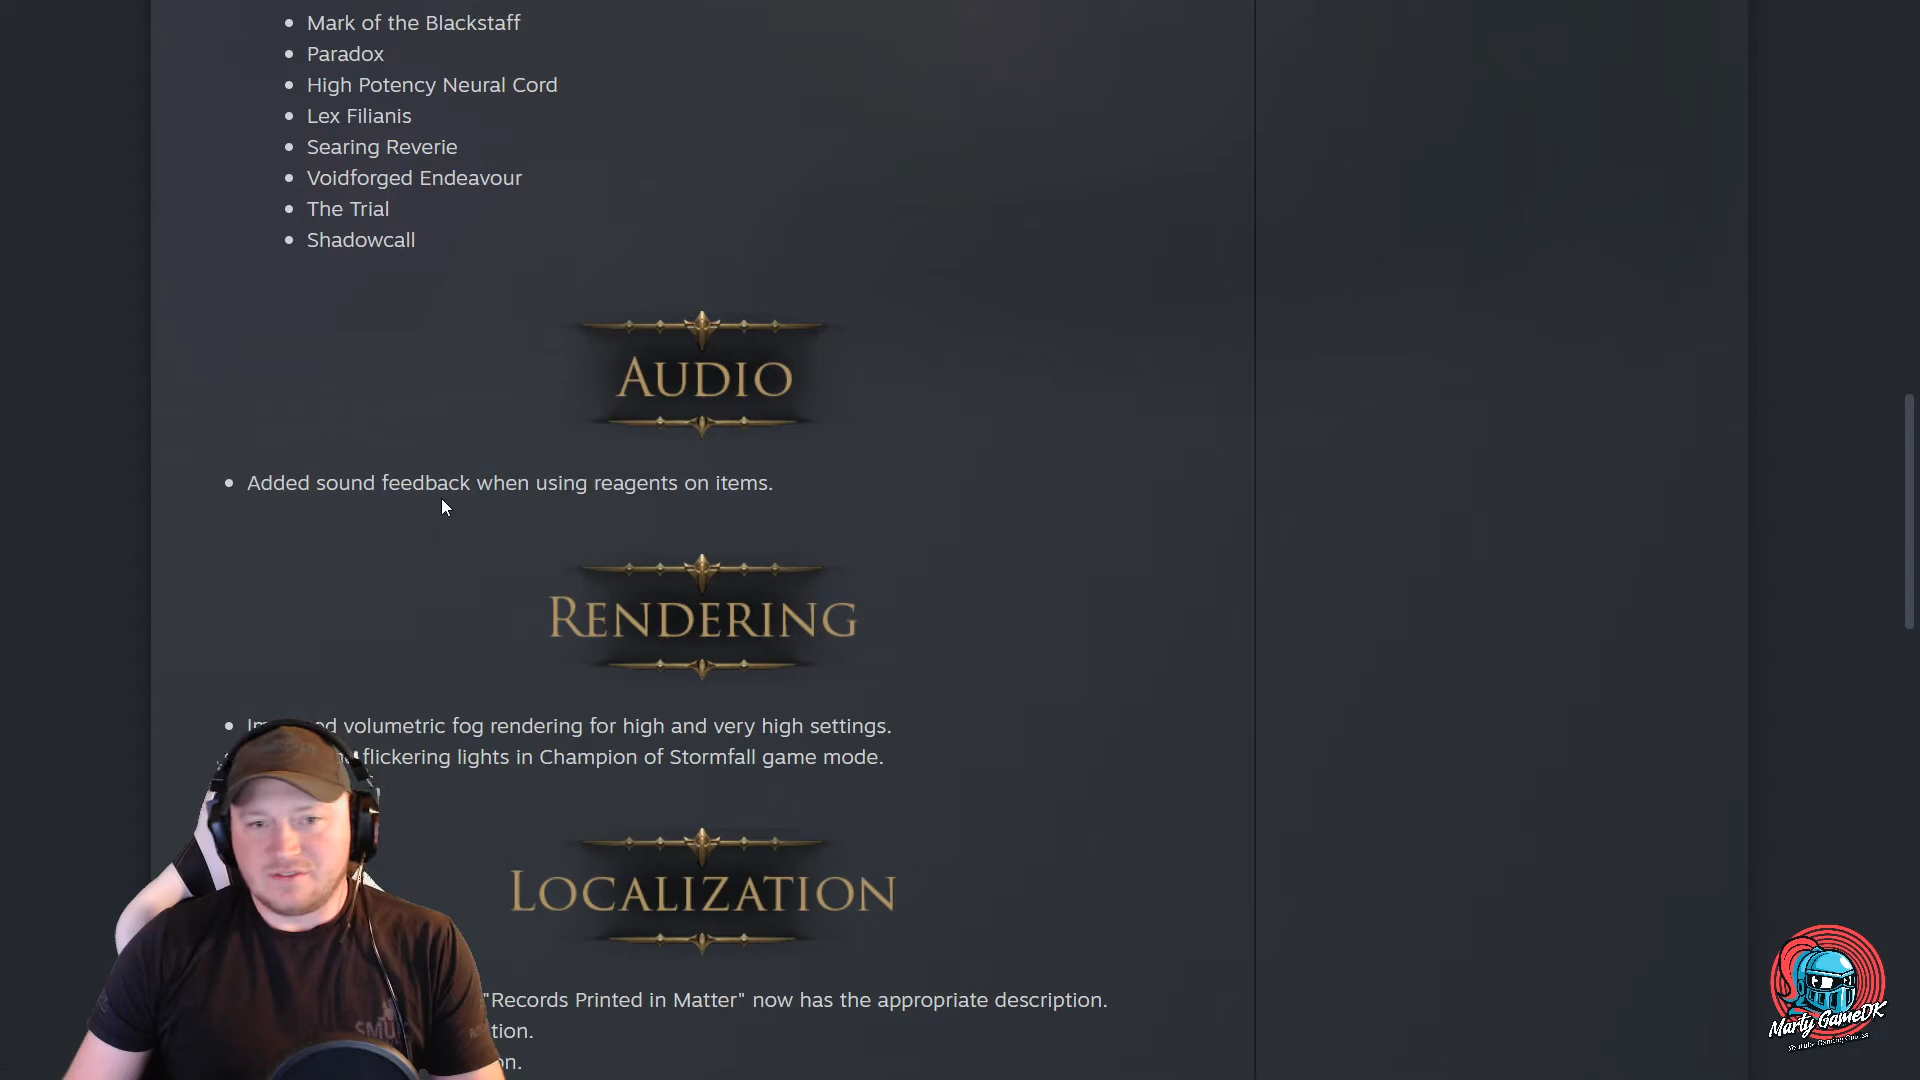 Mark of the Blackstaff
Paradox
High Potency Neural Cord
Lex Filianis
Searing Reverie
Voidforged Endeavour
The Trial
Shadowcall
AUDIO
Added sound feedback when using reagents on items.
RENDERING
volumetric fog rendering for high and very high settings.
flickering lights in Champion of Stormfall game mode.
LOCALIZATION
"Records Printed in Matter" now has the appropriate description.
tion.
on.
SMU
Marty GameDK